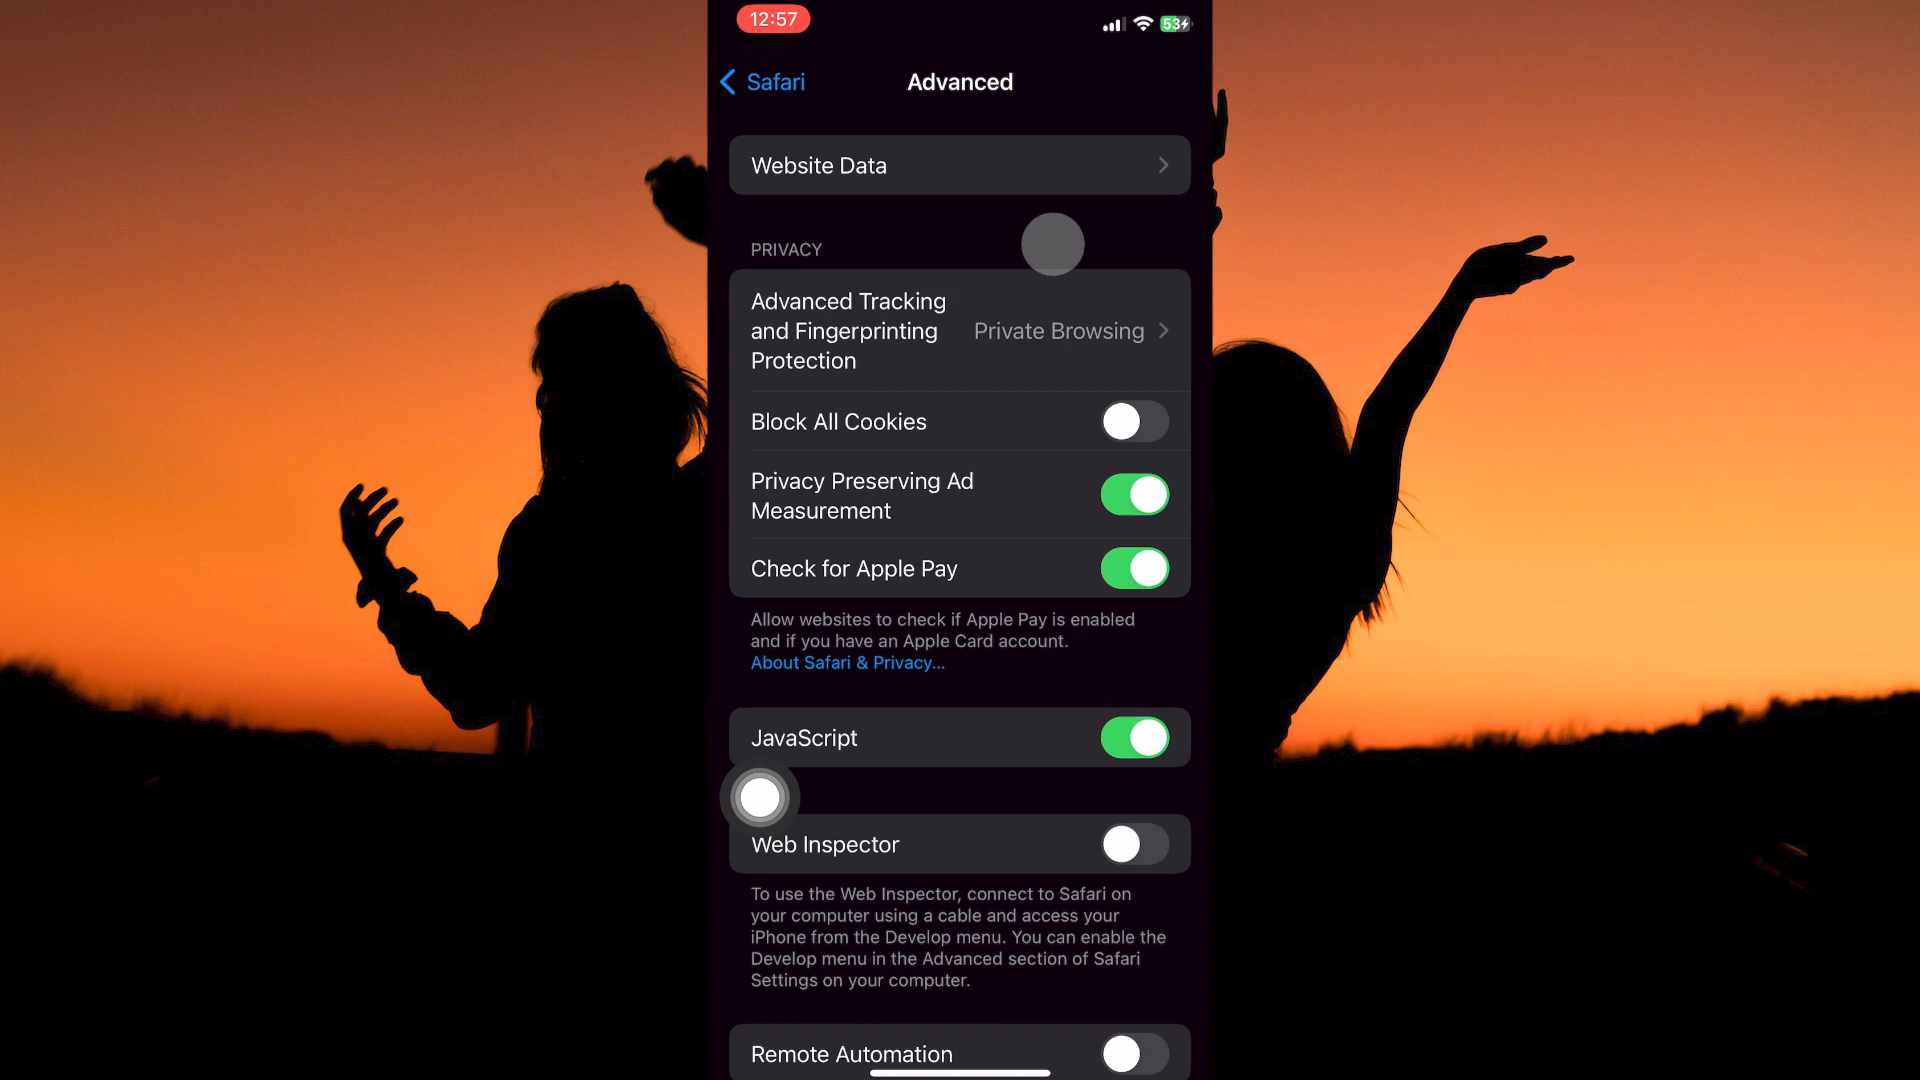 12:57
53
Safari
Advanced
Website Data
PRIVACY
Advanced Tracking
and Fingerprinting
Protection
Private Browsing
Block All Cookies
Privacy Preserving Ad
Measurement
Check for Apple Pay
Allow websites to check if Apple Pay is enabled
and if you have an Apple Card account.
About Safari & Privacy...
JavaScript
Web Inspector
To use the Web Inspector, connect to Safari on
your computer using a cable and access your
iPhone from the Develop menu. You can enable the
Develop menu in the Advanced section of Safari
Settings on your computer.
Remote Automation